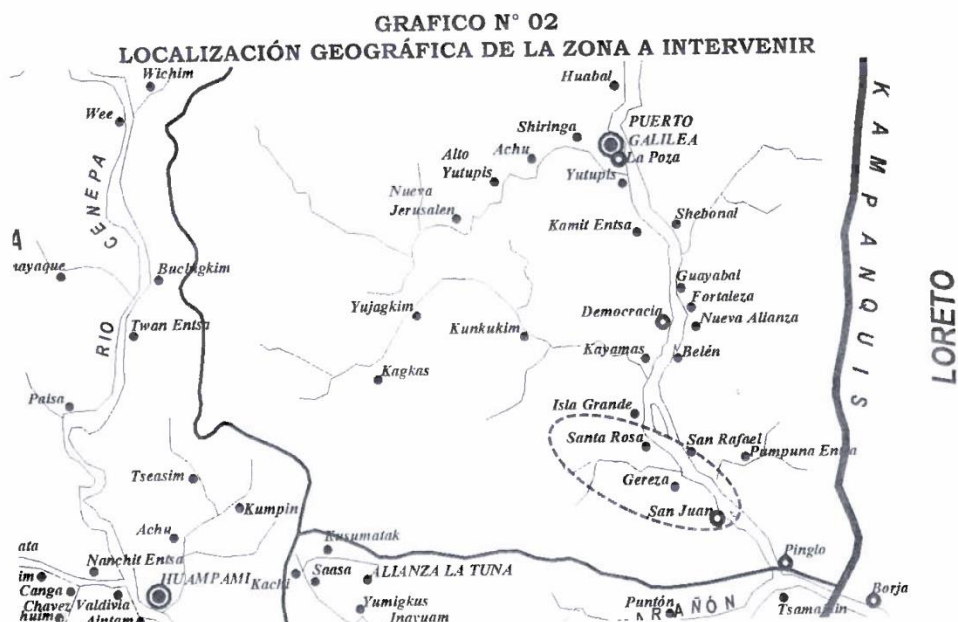 GRAFICO N° 02
LOCALIZACIÓN GEOGRÁFICA DE LA ZONA A INTERVENIR
Wichim
Huabal
Wee
Shiringa
PUERTO
GALILEA
Achu
La Poza
Alto
Yutupis
Yutupis
Nueva
Jerusalen
Shebonal
Kamit Entsa
KAMPANQUIS
RIO CENEPA
Buchigkim
Guayabal
Fortaleza
Yujagkim
Democracia
Nueva Alianza
Twan Entsa
Kunkukim
Kayamas
Belén
LORETO
Kagkas
Paisa
Isla Grande
Santa Rosa
San Rafael
Pampuna Entsa
Tseasim
Gereza
Kumpin
San Juan
Achu
Kusumatak
Nanchit Entsa
Pinglo
HUAMPAMI
Kachi
Saasa
ALIANZA LA TUNA
Canga
Borja
Chavez
Valdivia
Yumigkus
Puntón
Inayuam